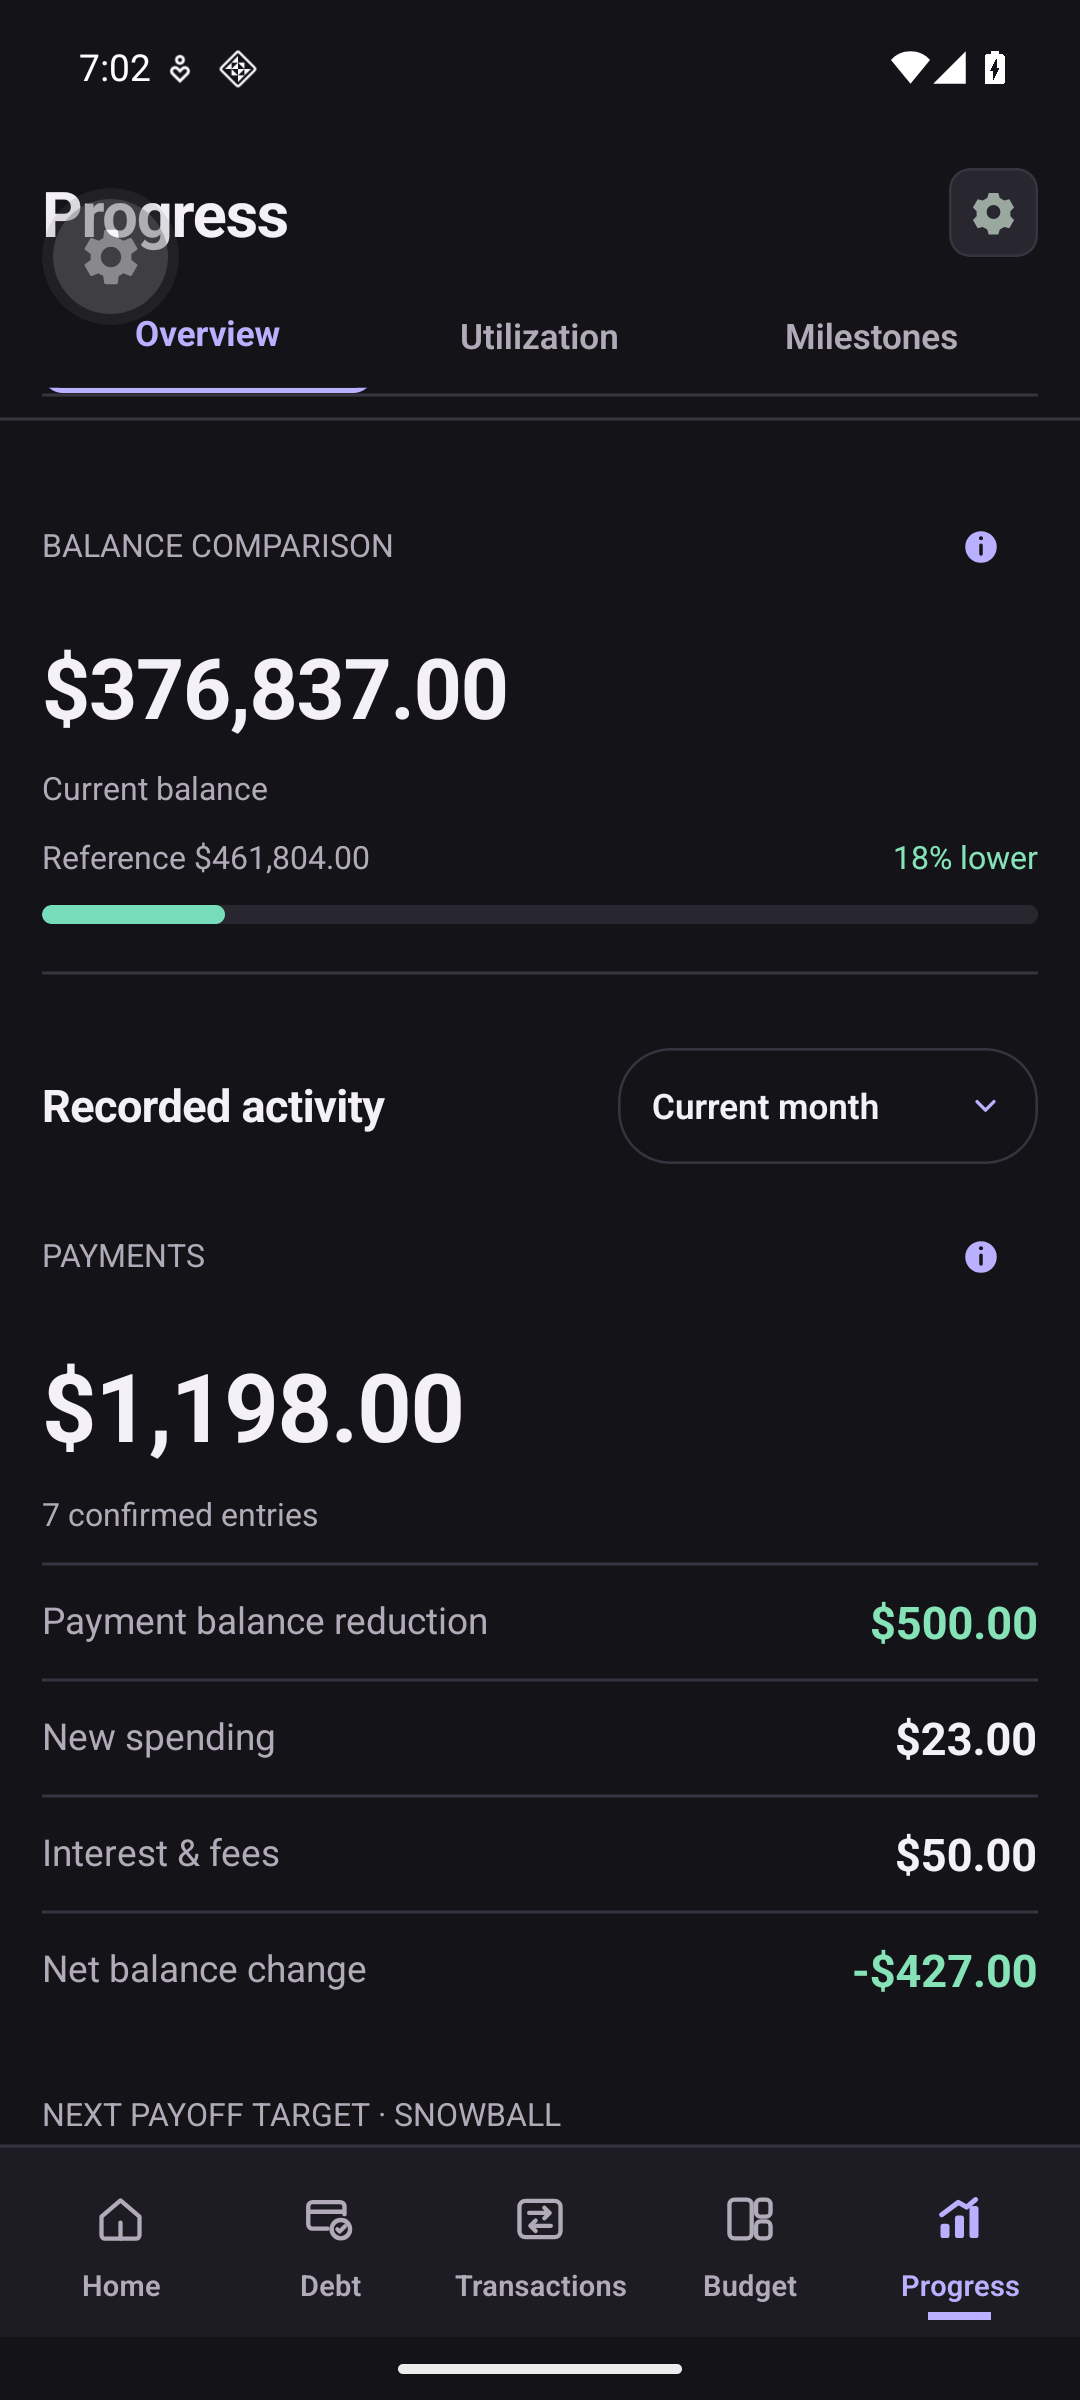 7:02
Progress
Overview Utilization Milestones
BALANCE COMPARISON
$376,837.00
Current balance
Reference $461,804.00 18% lower
Recorded activity Current month
PAYMENTS
$1,198.00
7 confirmed entries
Payment balance reduction $500.00
New spending $23.00
Interest & fees $50.00
Net balance change -$427.00
NEXT PAYOFF TARGET · SNOWBALL
Home Debt Transactions Budget Progress